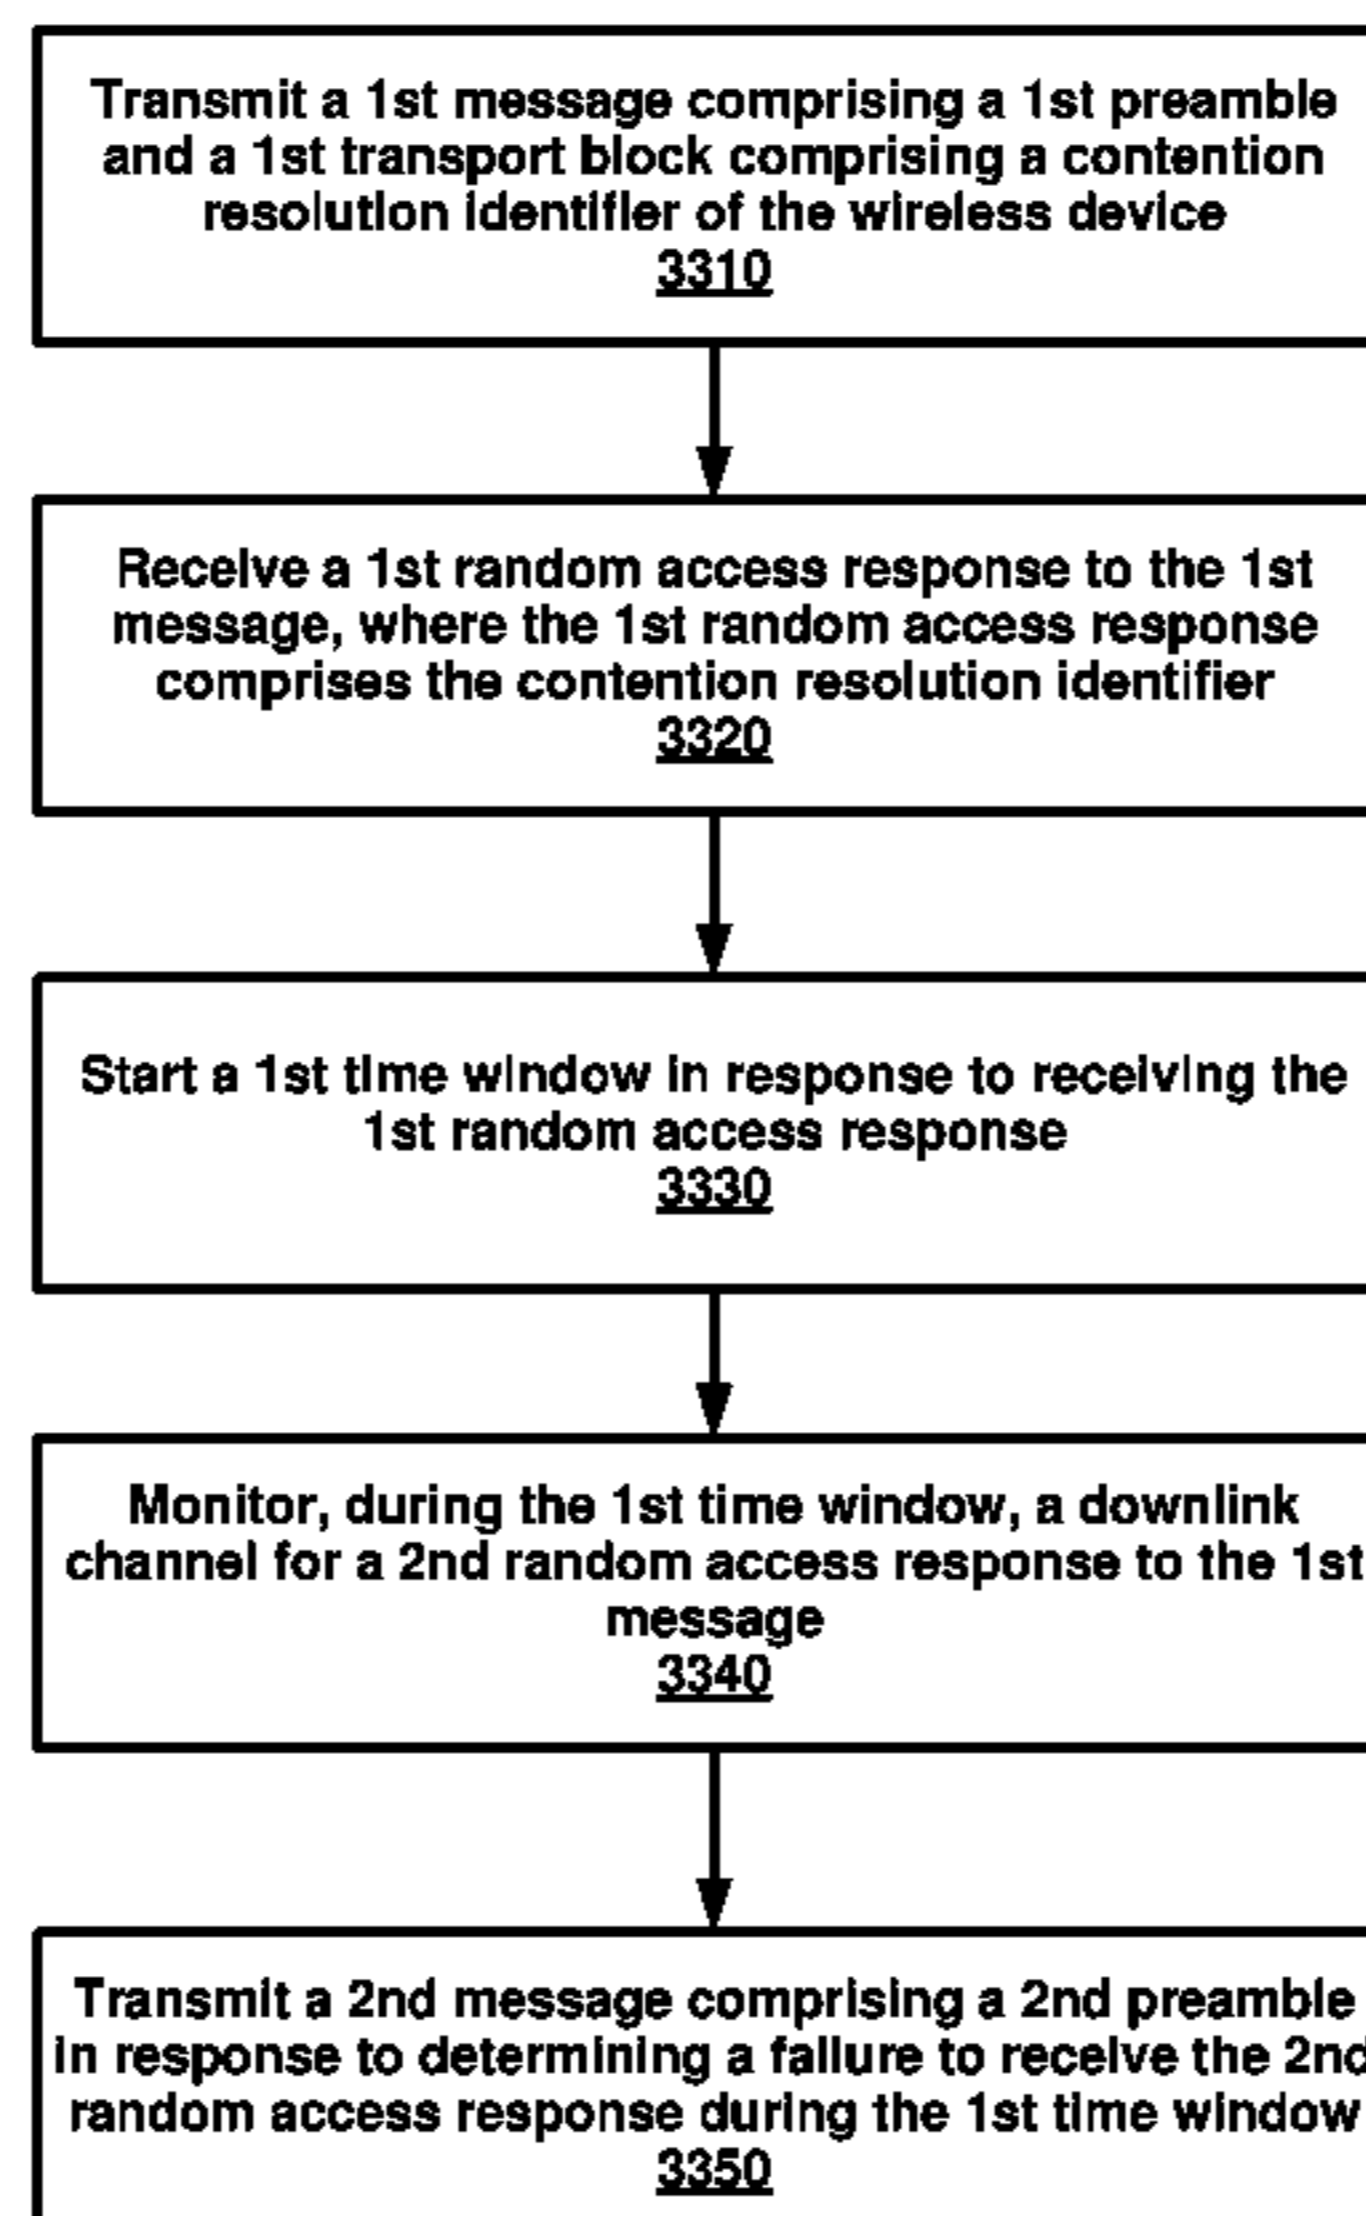 Transmit a 1st message comprising a 1st preamble
and a 1st transport block comprising a contention
resolution identifier of the wireless device
3310
Receive a 1st random access response to the 1st
message, where the 1st random access response
comprises the contention resolution identifier
3320
Start a 1st time window in response to receiving the
1st random access response
3330
Monitor, during the 1st time window, a downlink
channel for a 2nd random access response to the 1st
message
3340
Transmit a 2nd message comprising a 2nd preamble
in response to determining a failure to receive the 2nd
random access response during the 1st time window
3350